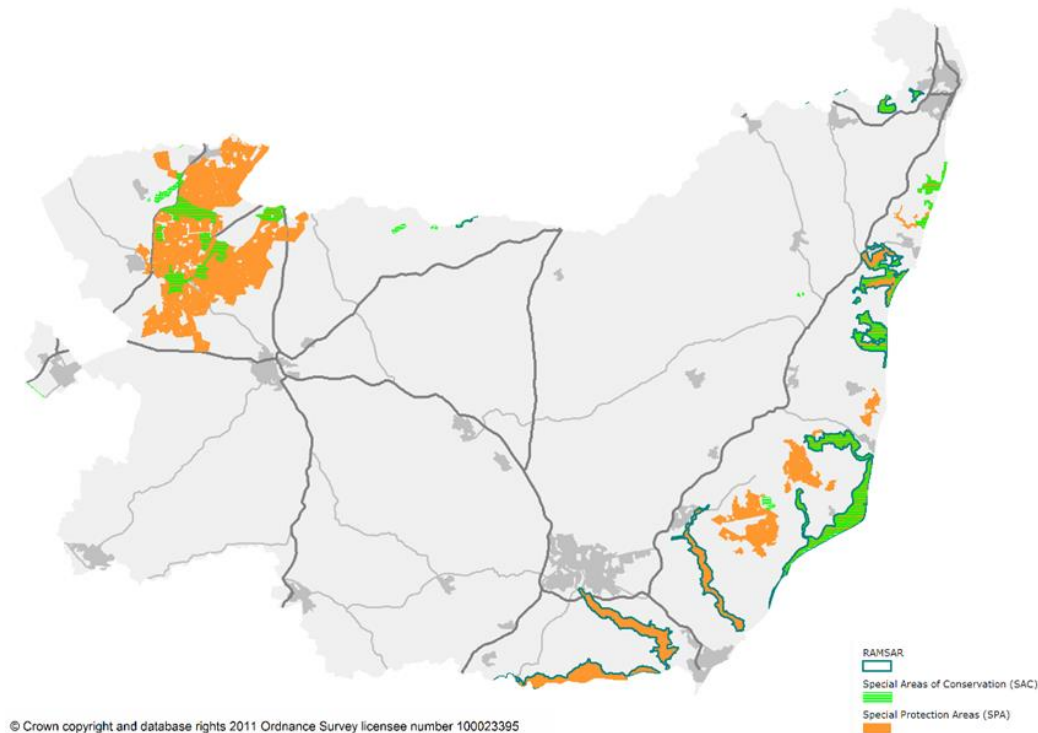 RAMSAR
Special Areas of Conservation (SAC)
Special Protection Areas (SPA)
© Crown copyright and database rights 2011 Ordnance Survey licensee number 100023395